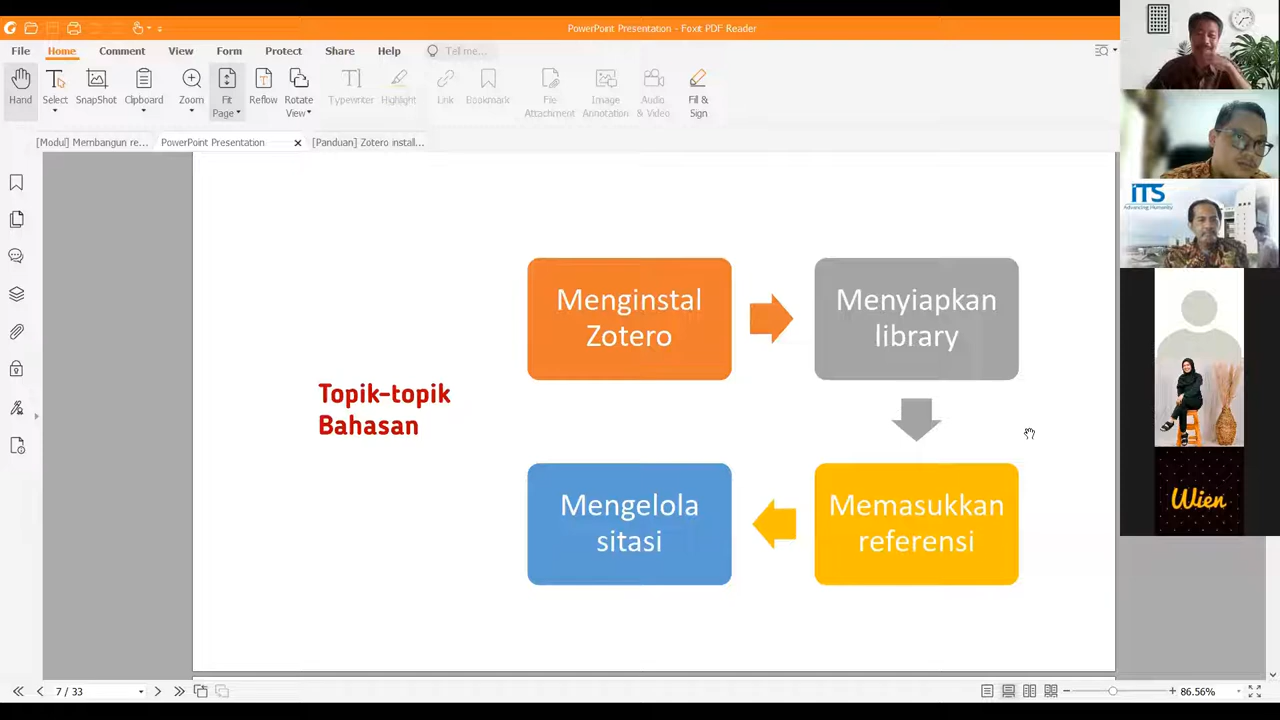 PowerPoint Presentation - Foxit PDF Reader
File Home Comment View Form Protect Share Help Tell me...
Hand Select SnapShot Clipboard Zoom Fit Page Reflow Rotate View Typewriter Highlight Link Bookmark File Attachment Image Annotation Audio & Video Fill & Sign
[Modul] Membangun re... PowerPoint Presentation [Panduan] Zotero install...
Menginstal
Zotero
Menyiapkan
library
Topik-topik
Bahasan
Mengelola
sitasi
Memasukkan
referensi
7 / 33
86.56%
iTS
Advancing Humanity
Wien